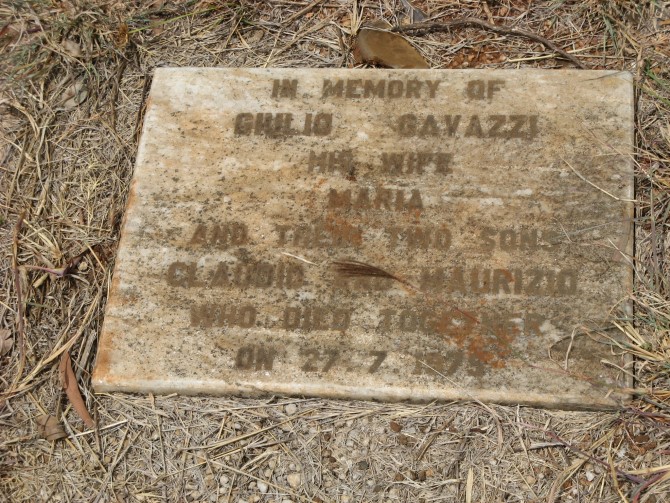 IN MEMORY OF
GIULIO GAVAZZI
HIS WIFE
MARIA
AND THEIR TWO SONS
CLAUDIO AND MAURIZIO
WHO DIED TOGETHER
ON 27-7